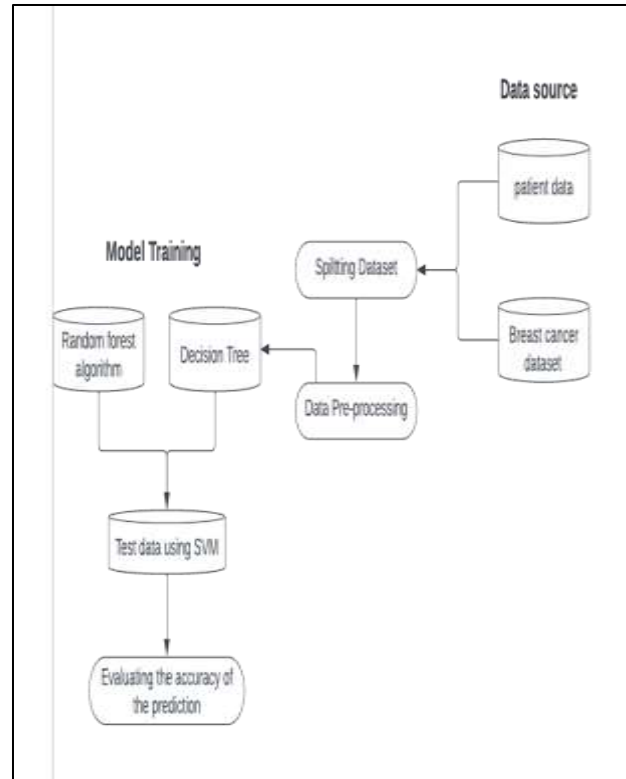 Data source
patient data
Model Training
Spltting Dataset
Random forest
algorithm
Decision Tree
Breast cancer
dataset
Data Pre-processing
Test data using SVM
Evaluating the accuracy of
the prediction